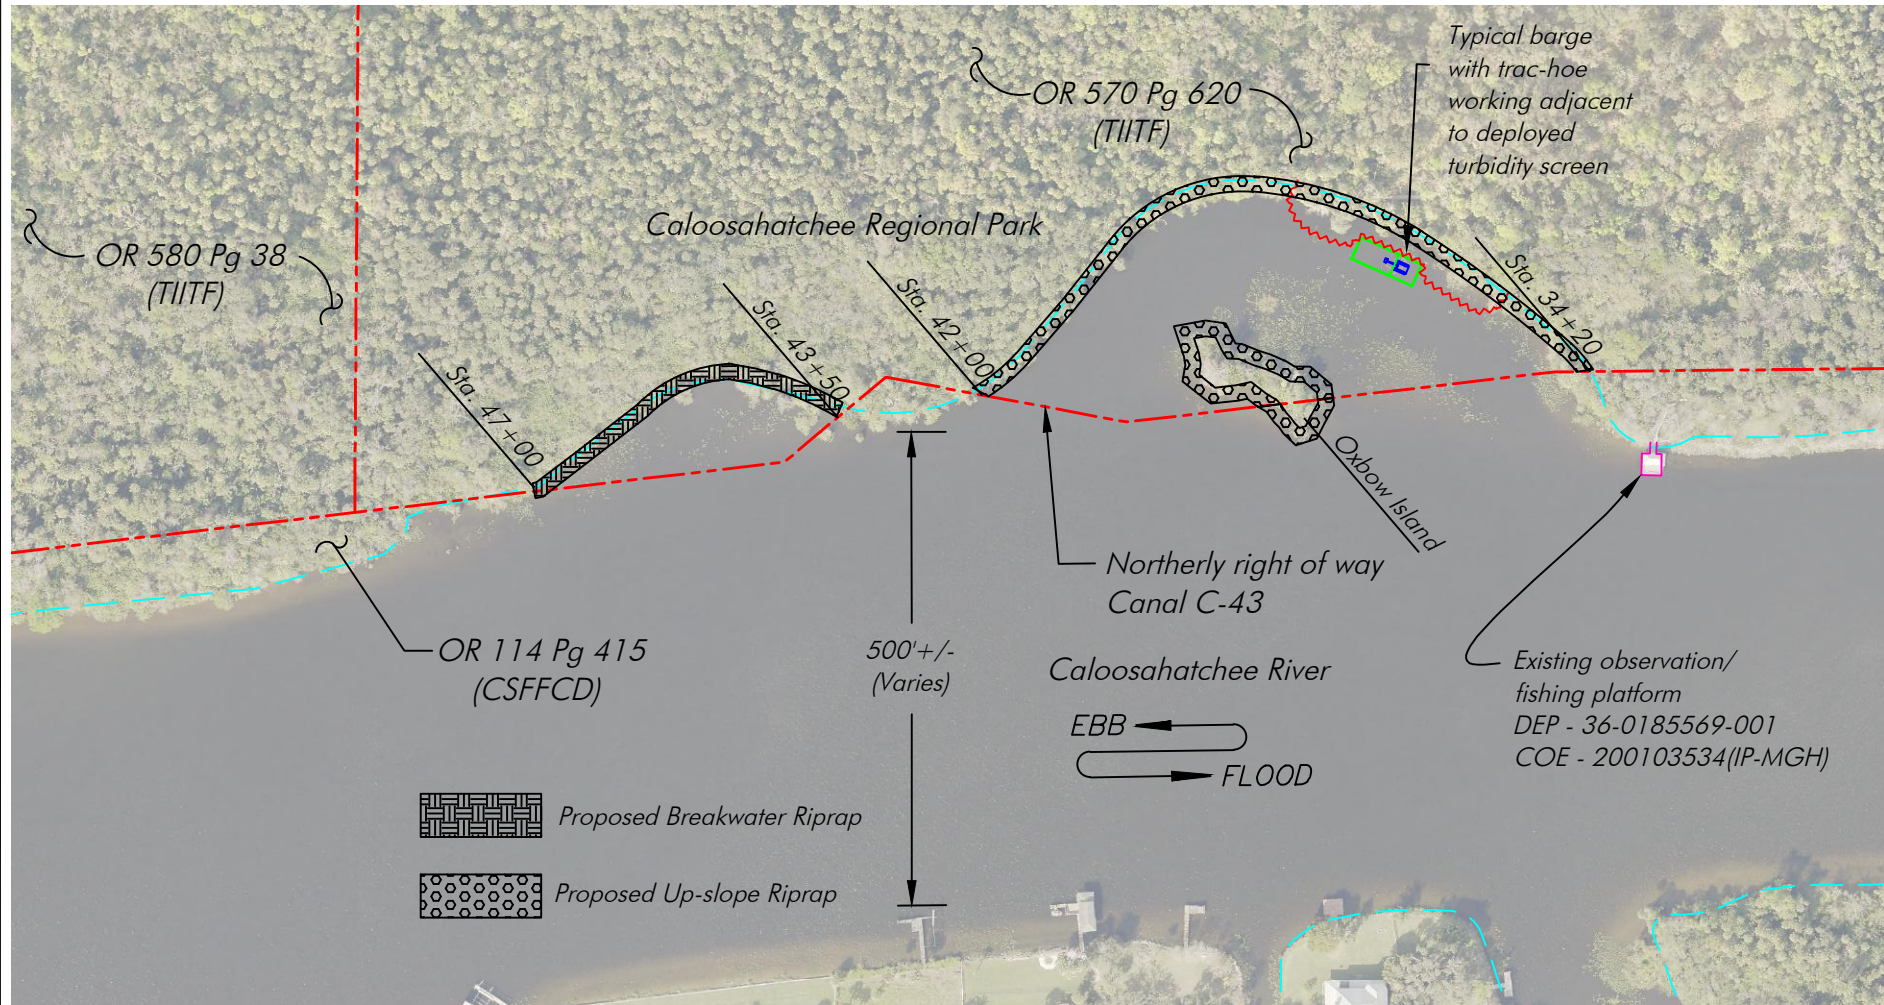 Typical barge
with trac-hoe
working adjacent
to deployed
turbidity screen
OR 570 Pg 620
(TIITF)
Caloosahatchee Regional Park
OR 580 Pg 38
(TIITF)
Sta. 47+00
Sta. 43+50
Sta. 42+00
Sta. 34+20
Oxbow Island
Northerly right of way
Canal C-43
OR 114 Pg 415
(CSFFCD)
500'+/-
(Varies)
Caloosahatchee River
EBB
FLOOD
Existing observation/
fishing platform
DEP - 36-0185569-001
COE - 200103534(IP-MGH)
Proposed Breakwater Riprap
Proposed Up-slope Riprap